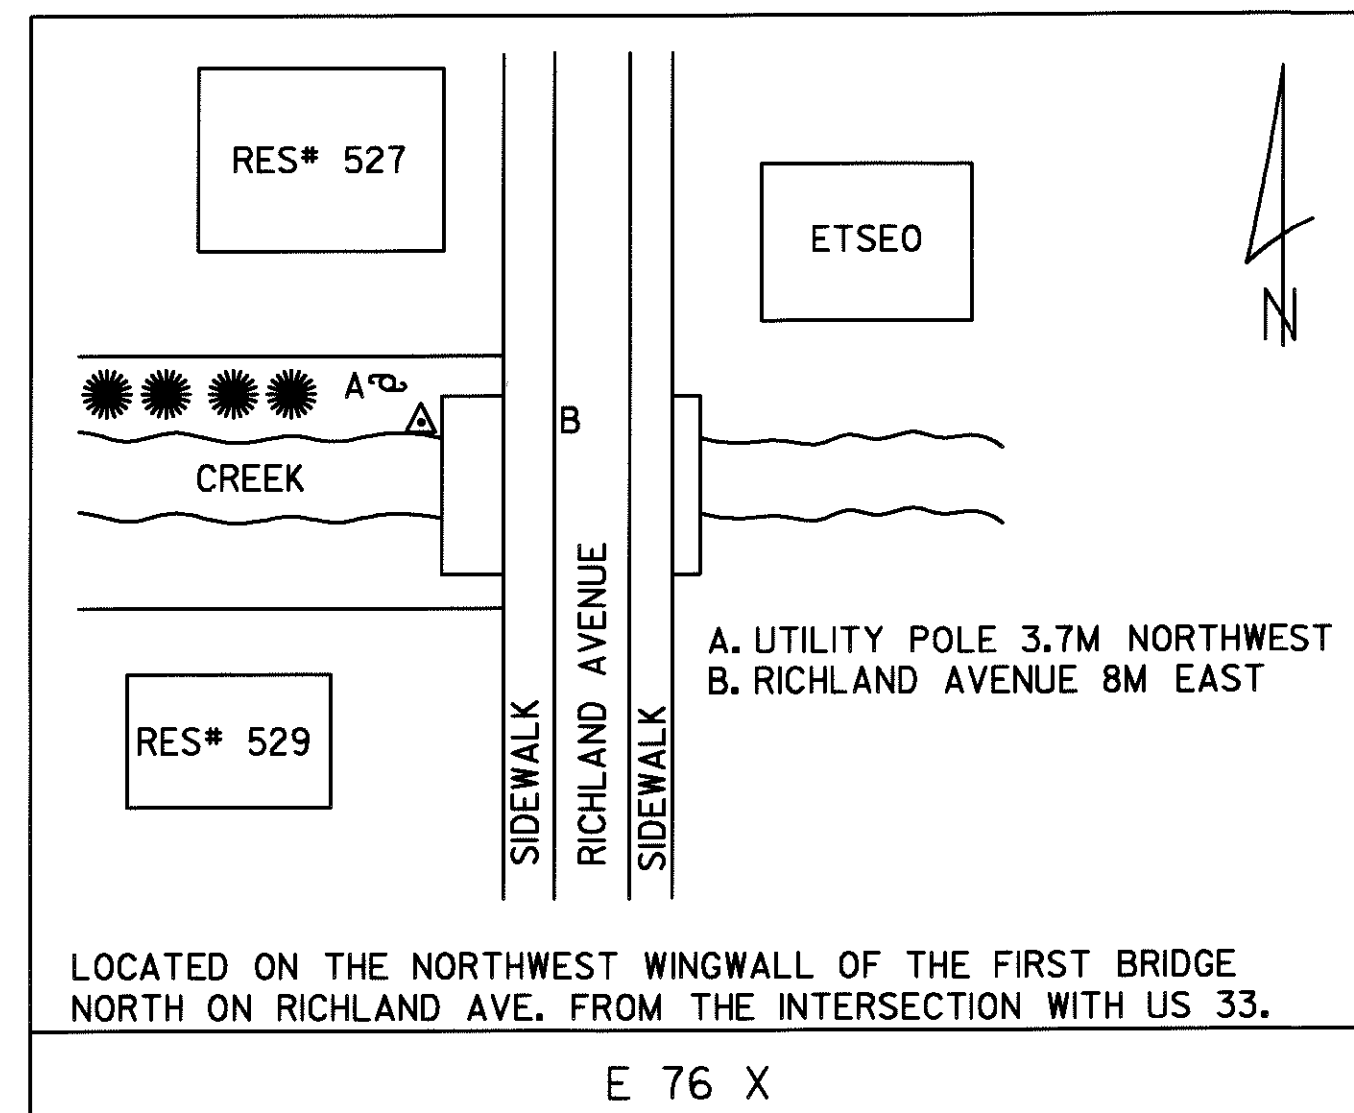 RES# 527
ETSEO
N
A
B
CREEK
RICHLAND AVENUE
SIDEWALK
SIDEWALK
A. UTILITY POLE 3.7M NORTHWEST
B. RICHLAND AVENUE 8M EAST
RES# 529
LOCATED ON THE NORTHWEST WINGWALL OF THE FIRST BRIDGE
NORTH ON RICHLAND AVE. FROM THE INTERSECTION WITH US 33.
E 76 X